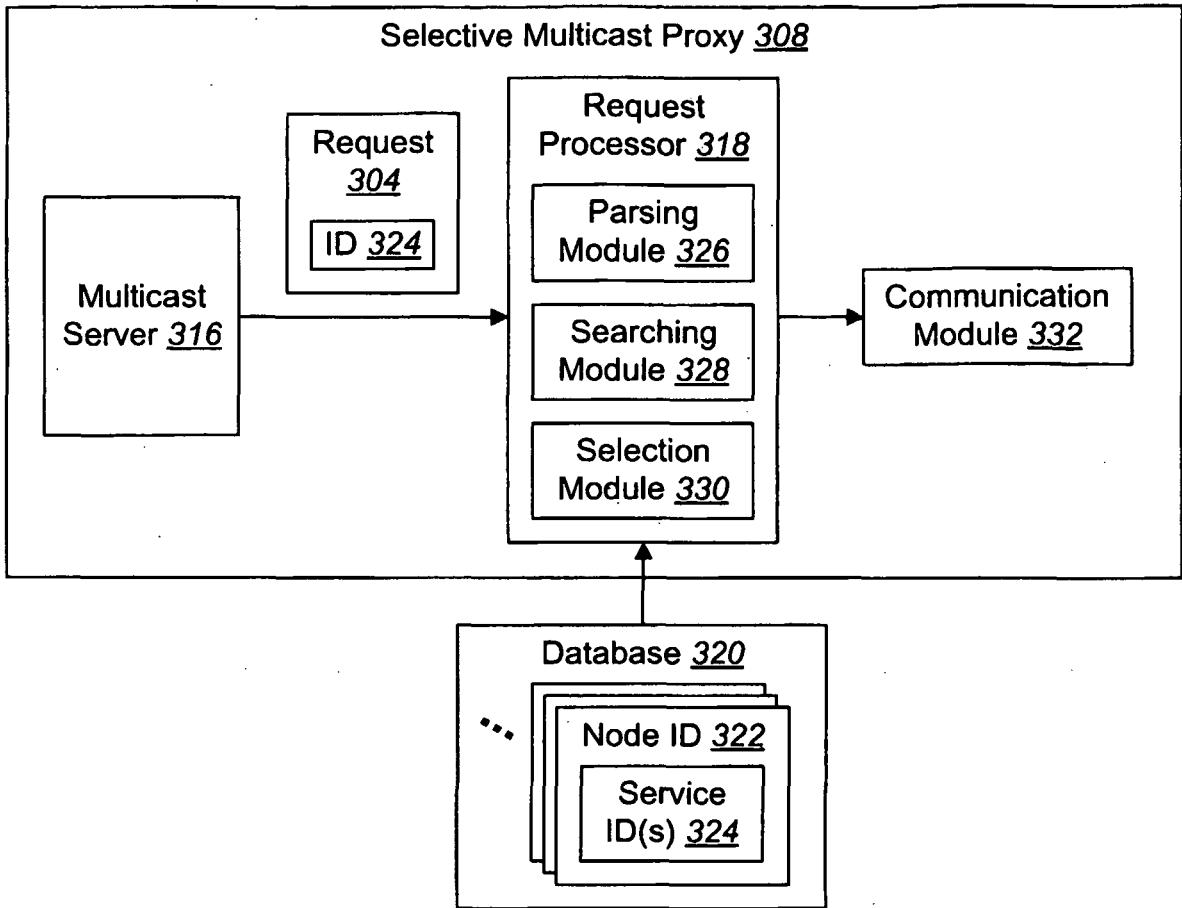 Selective Multicast Proxy 308
Request
304
ID 324
Multicast
Server 316
Request
Processor 318
Parsing
Module 326
Searching
Module 328
Selection
Module 330
Communication
Module 332
Database 320
Node ID 322
Service
ID(s) 324